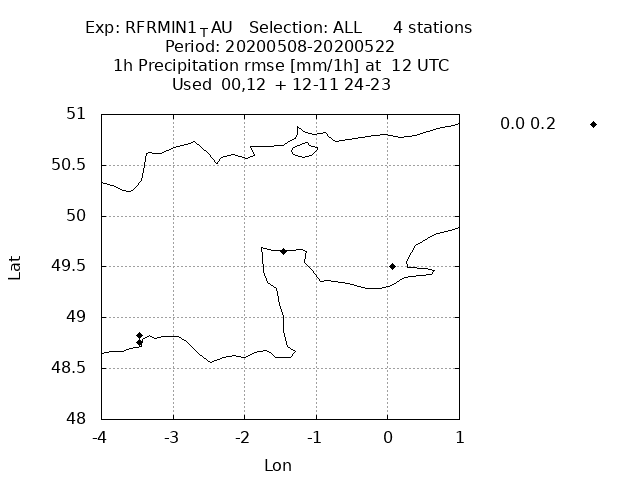 Exp: RFRMIN1_TAU   Selection: ALL      4 stations
Period: 20200508-20200522
1h Precipitation rmse [mm/1h] at  12 UTC
Used  00,12  + 12-11 24-23
0.0 0.2
51
50.5
50
49.5
49
48.5
48
Lat
-4 -3 -2 -1 0 1
Lon